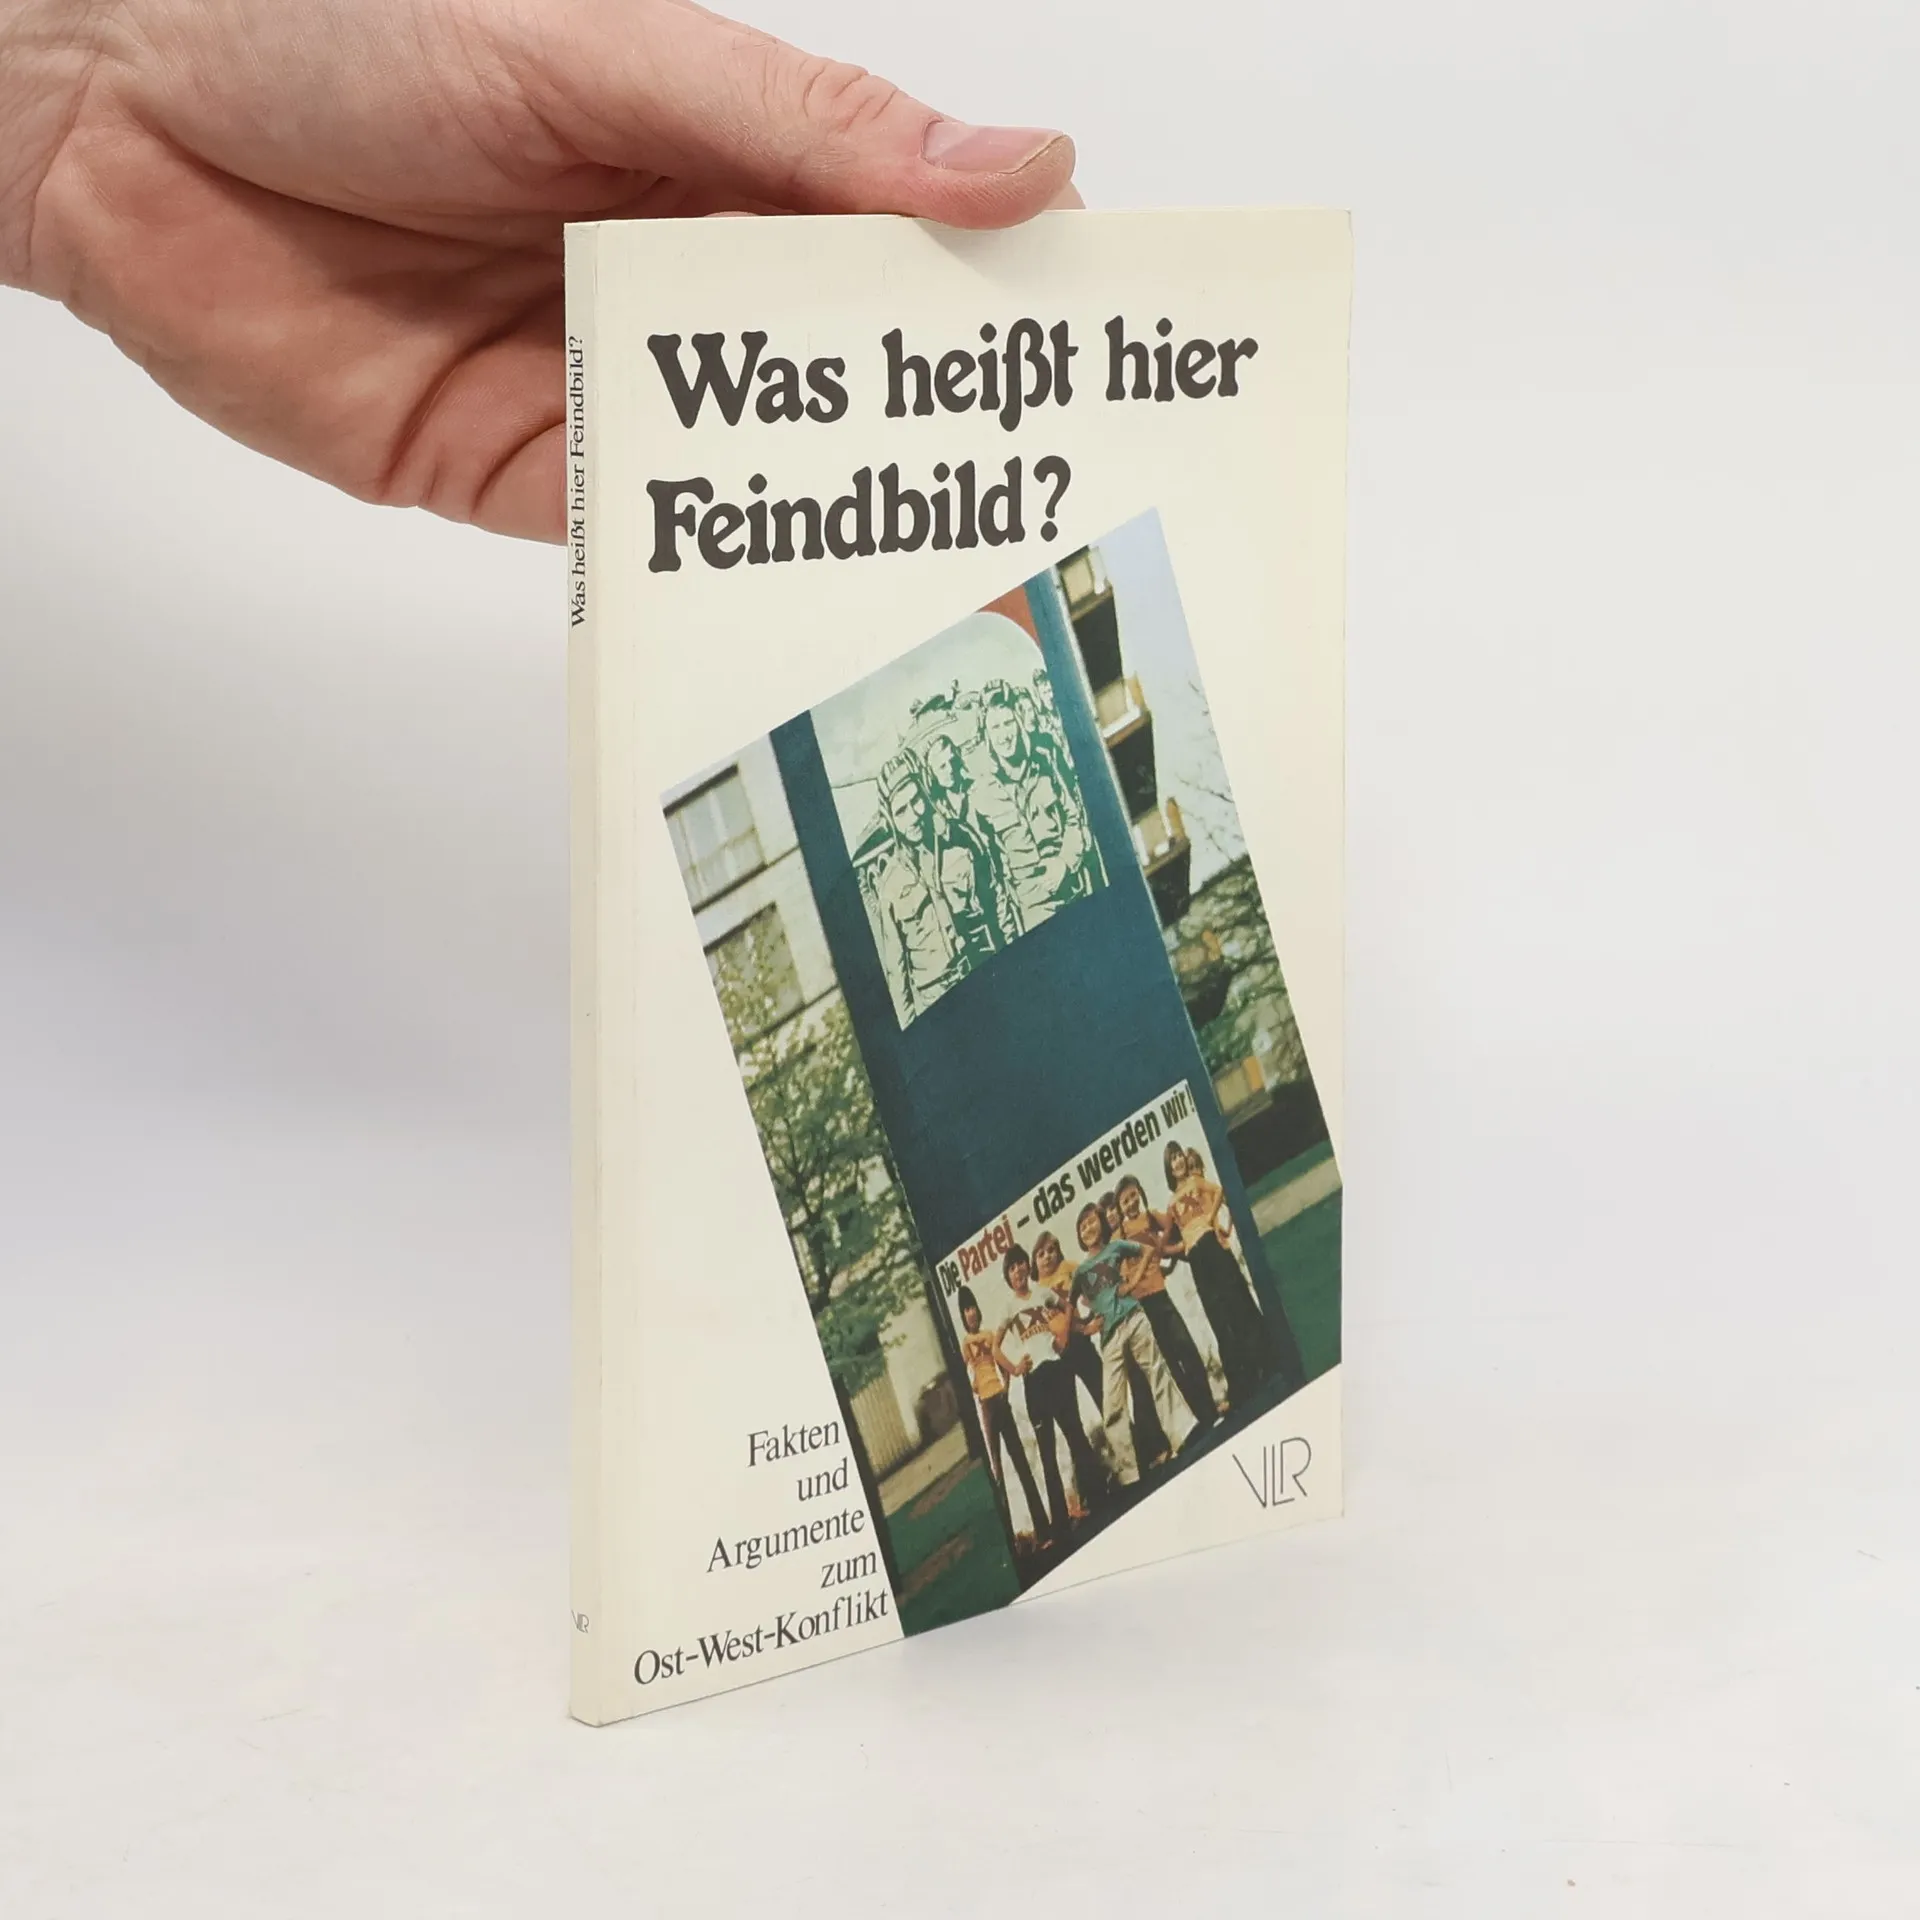 Was heißt hier
Feindbild?
Die Partei – das werden wir!
Fakten
und
Argumente
zum
Ost-West-Konflikt
VLR
Was heißt hier Feindbild?
VLR